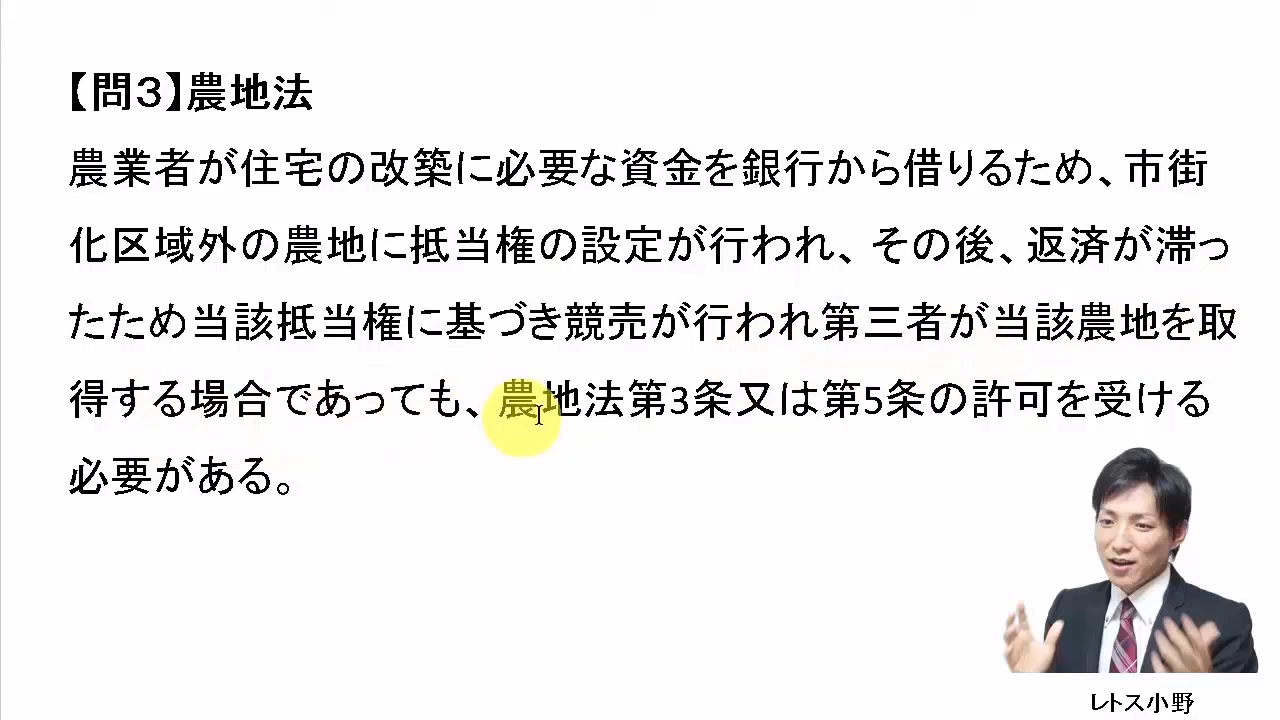 【問３】農地法
農業者が住宅の改築に必要な資金を銀行から借りるため、市街
化区域外の農地に抵当権の設定が行われ、その後、返済が滞っ
たため当該抵当権に基づき競売が行われ第三者が当該農地を取
得する場合であっても、農地法第3条又は第5条の許可を受ける
必要がある。
レトス小野